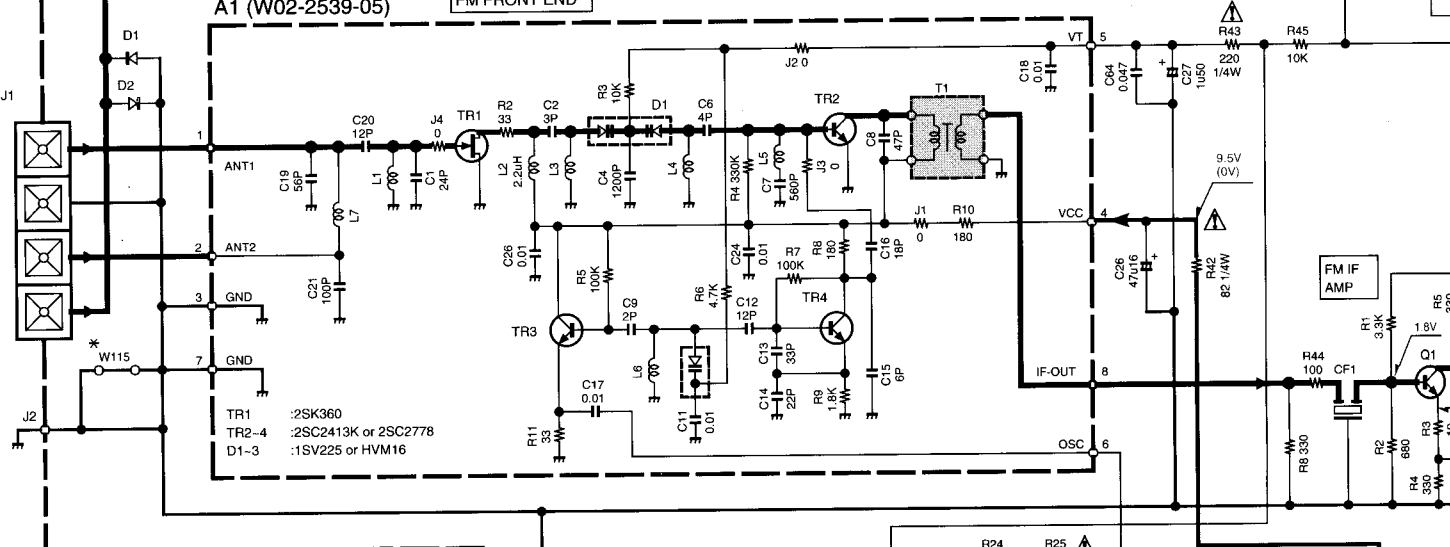 A1 (W02-2539-05)
FM FRONT END
D1
D2
J1
1
ANT1
C20
12P
J4
0
TR1
R2
33
C2
3P
R3
10K
D1
C6
4P
J2 0
TR2
T1
C18
0.01
VT
5
C64
0.047
+
C27
1u50
R43
220
1/4W
R45
10K
C19
56P
L1
C1
24P
L7
L2
2.2uH
L3
C4
1200P
L4
R4 330K
L5
C7
560P
J3
0
C8
47P
9.5V
(0V)
2
ANT2
C21
100P
C26
0.01
R5
100K
C24
0.01
R7
100K
R8
180
C16
18P
J1
0
R10
180
VCC
4
C26
47u16
+
R42
82 1/4W
FM IF
AMP
3
GND
TR3
C9
2P
R6
4.7K
C12
12P
TR4
R1
3.3K
1.8V
R5
330
*
W115
7
GND
L6
C13
33P
C14
22P
R9
1.8K
C15
6P
IF-OUT
8
R44
100
CF1
Q1
J2
TR1 :2SK360
TR2~4 :2SC2413K or 2SC2778
D1~3 :1SV225 or HVM16
C17
0.01
R11
33
C11
0.01
OSC
6
R8 330
R2
680
R3
R4
330
R24
R25